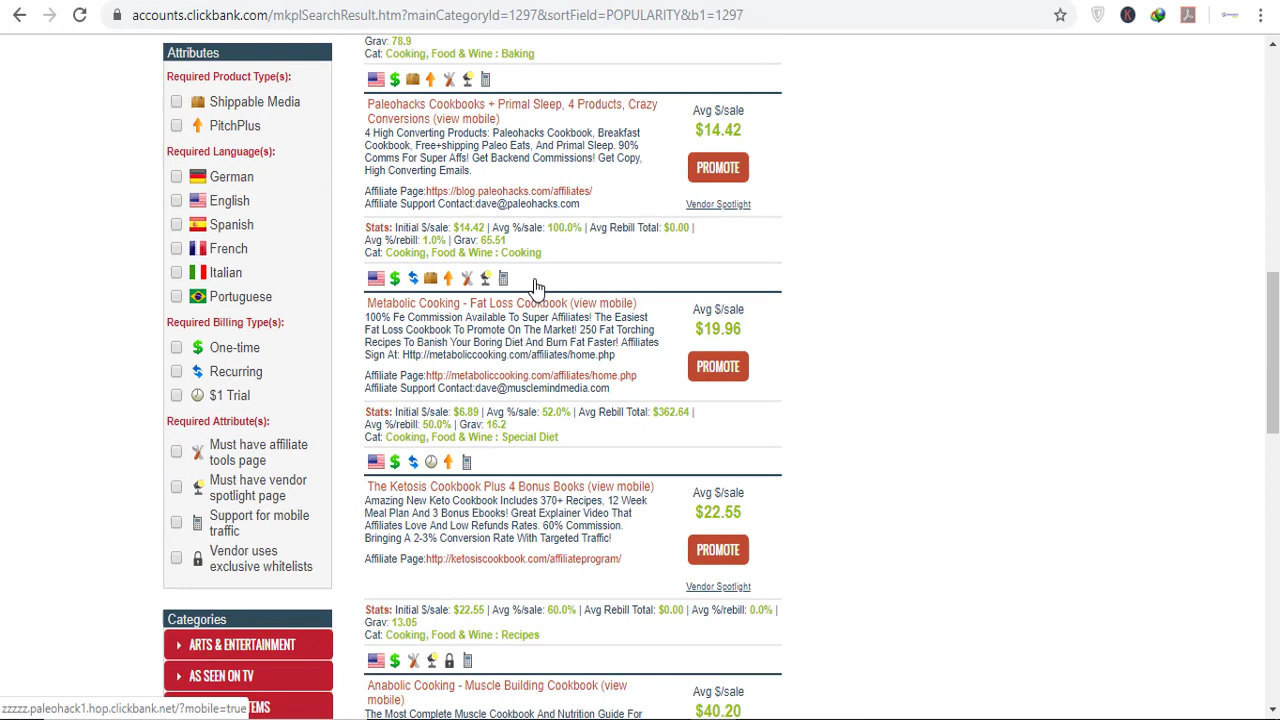 accounts.clickbank.com/mkplSearchResult.htm?mainCategoryId=1297&sortField=POPULARITY&b1=1297
Attributes
Required Product Type(s):
Shippable Media
PitchPlus
Required Language(s):
German
English
Spanish
French
Italian
Portuguese
Required Billing Type(s):
One-time
Recurring
$1 Trial
Required Attribute(s):
Must have affiliate
tools page
Must have vendor
spotlight page
Support for mobile
traffic
Vendor uses
exclusive whitelists
Categories
ARTS & ENTERTAINMENT
AS SEEN ON TV
TEMS
Grav: 78.9
Cat: Cooking, Food & Wine : Baking
Paleohacks Cookbooks + Primal Sleep, 4 Products, Crazy
Conversions (view mobile)
4 High Converting Products: Paleohacks Cookbook, Breakfast
Cookbook, Free+shipping Paleo Eats, And Primal Sleep. 90%
Comms For Super Affs! Get Backend Commissions! Get Copy,
High Converting Emails.
Affiliate Page:https://blog.paleohacks.com/affiliates/
Affiliate Support Contact:dave@paleohacks.com
Avg $/sale
$14.42
PROMOTE
Vendor Spotlight
Stats: Initial $/sale: $14.42 | Avg %/sale: 100.0% | Avg Rebill Total: $0.00 |
Avg %/rebill: 1.0% | Grav: 65.51
Cat: Cooking, Food & Wine : Cooking
Metabolic Cooking - Fat Loss Cookbook (view mobile)
100% Fe Commission Available To Super Affiliates! The Easiest
Fat Loss Cookbook To Promote On The Market! 250 Fat Torching
Recipes To Banish Your Boring Diet And Burn Fat Faster! Affiliates
Sign At: Http://metaboliccooking.com/affiliates/home.php
Affiliate Page:http://metaboliccooking.com/affiliates/home.php
Affiliate Support Contact:dave@musclemindmedia.com
Avg $/sale
$19.96
PROMOTE
Stats: Initial $/sale: $6.89 | Avg %/sale: 52.0% | Avg Rebill Total: $362.64 |
Avg %/rebill: 50.0% | Grav: 16.2
Cat: Cooking, Food & Wine : Special Diet
The Ketosis Cookbook Plus 4 Bonus Books (view mobile)
Amazing New Keto Cookbook Includes 370+ Recipes, 12 Week
Meal Plan And 3 Bonus Ebooks! Great Explainer Video That
Affiliates Love And Low Refunds Rates. 60% Commission.
Bringing A 2-3% Conversion Rate With Targeted Traffic!
Affiliate Page:http://ketosiscookbook.com/affiliateprogram/
Avg $/sale
$22.55
PROMOTE
Vendor Spotlight
Stats: Initial $/sale: $22.55 | Avg %/sale: 60.0% | Avg Rebill Total: $0.00 | Avg %/rebill: 0.0% |
Grav: 13.05
Cat: Cooking, Food & Wine : Recipes
Anabolic Cooking - Muscle Building Cookbook (view
mobile)
The Most Complete Muscle Cookbook And Nutrition Guide For
Avg $/sale
$40.20
zzzzz.paleohack1.hop.clickbank.net/?mobile=true